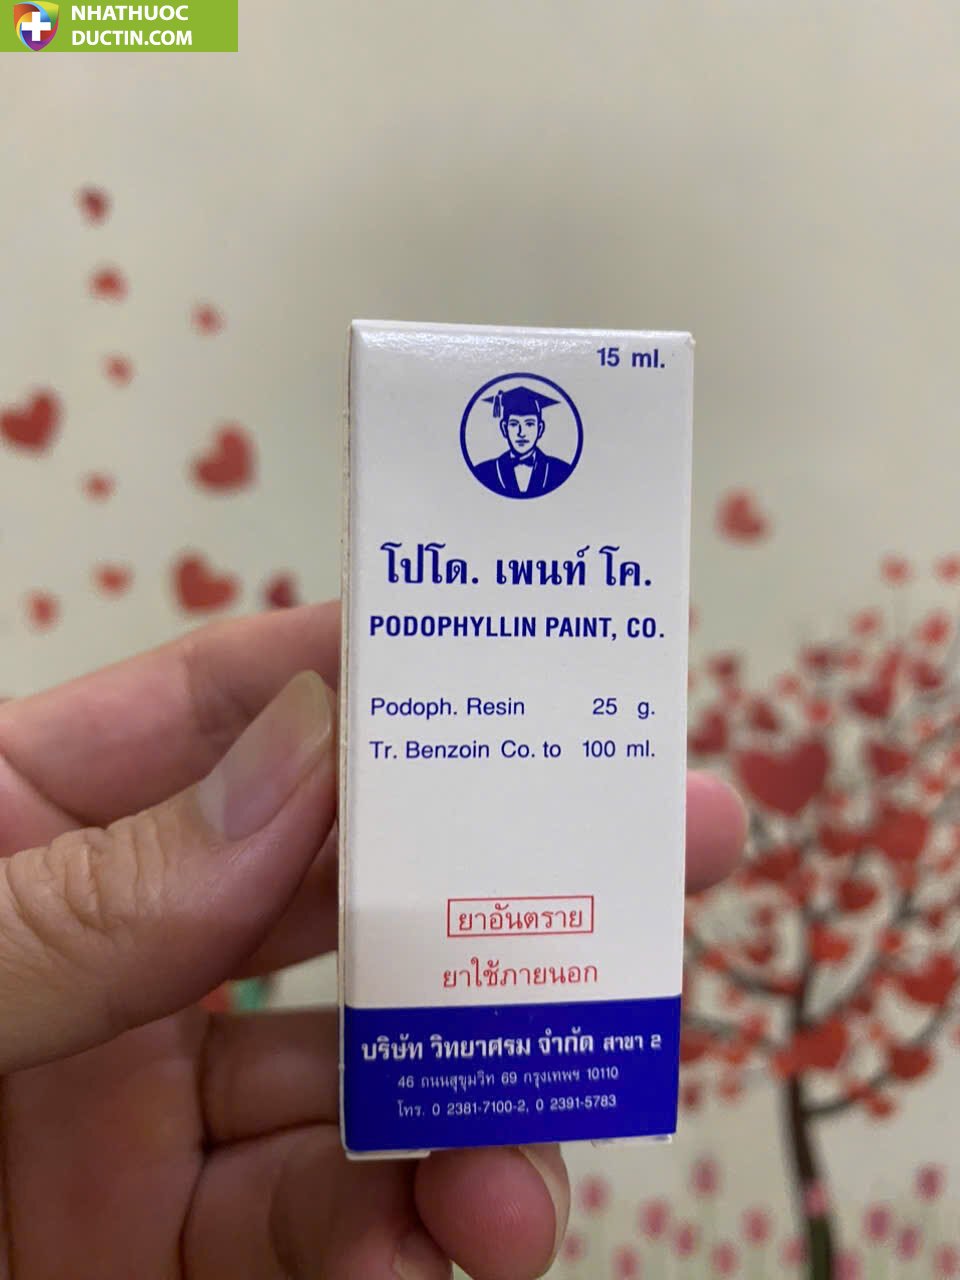 NHATHUOC
DUCTIN.COM
15 ml.
โปโด. เพนท์ โค.
PODOPHYLLIN PAINT, CO.
Podoph. Resin 25 g.
Tr. Benzoin Co. to 100 ml.
ยาอันตราย
ยาใช้ภายนอก
บริษัท วิทยาศรม จำกัด สาขา 2
46 ถนนสุขุมวิท 69 กรุงเทพฯ 10110
โทร. 0 2381-7100-2, 0 2391-5783